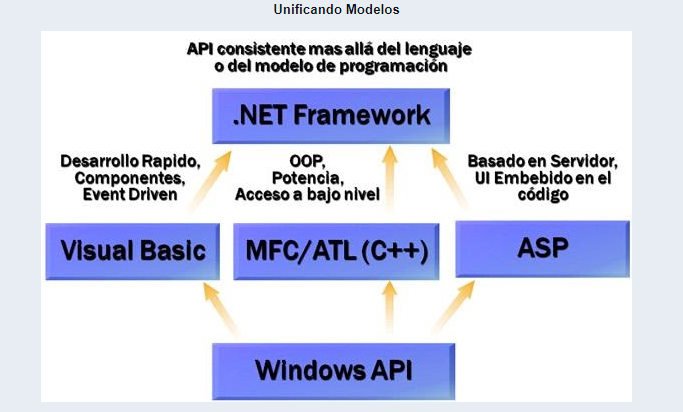 Unificando Modelos
API consistente mas allá del lenguaje
o del modelo de programación
.NET Framework
Desarrollo Rapido,
Componentes,
Event Driven
OOP,
Potencia,
Acceso a bajo nivel
Basado en Servidor,
UI Embebido en el
código
Visual Basic
MFC/ATL (C++)
ASP
Windows API